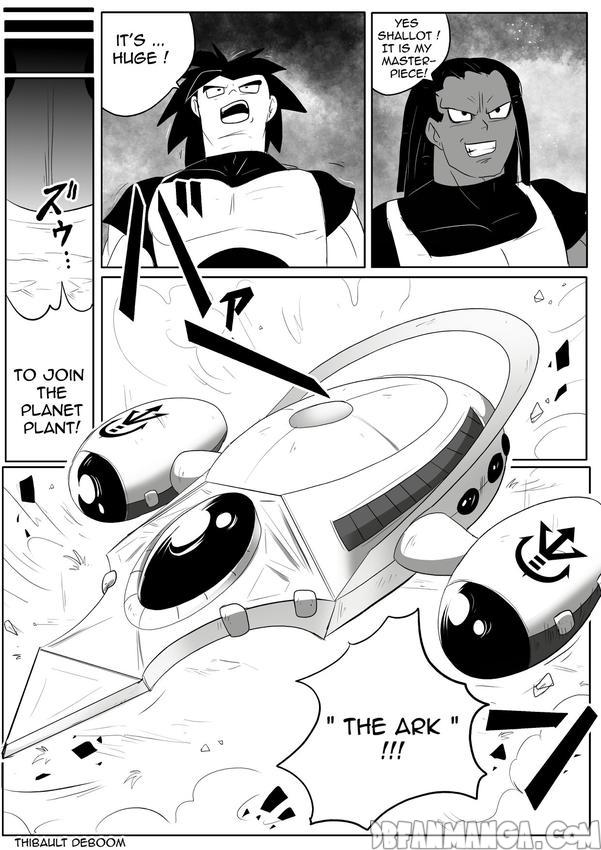 IT'S ...
HUGE !
YES
SHALLOT !
IT IS MY
MASTER-
PIECE!
ズゥ...
TO JOIN
THE
PLANET
PLANT!
" THE ARK "
!!!
THIBAULT DEBOOM
DBFANMANGA.COM